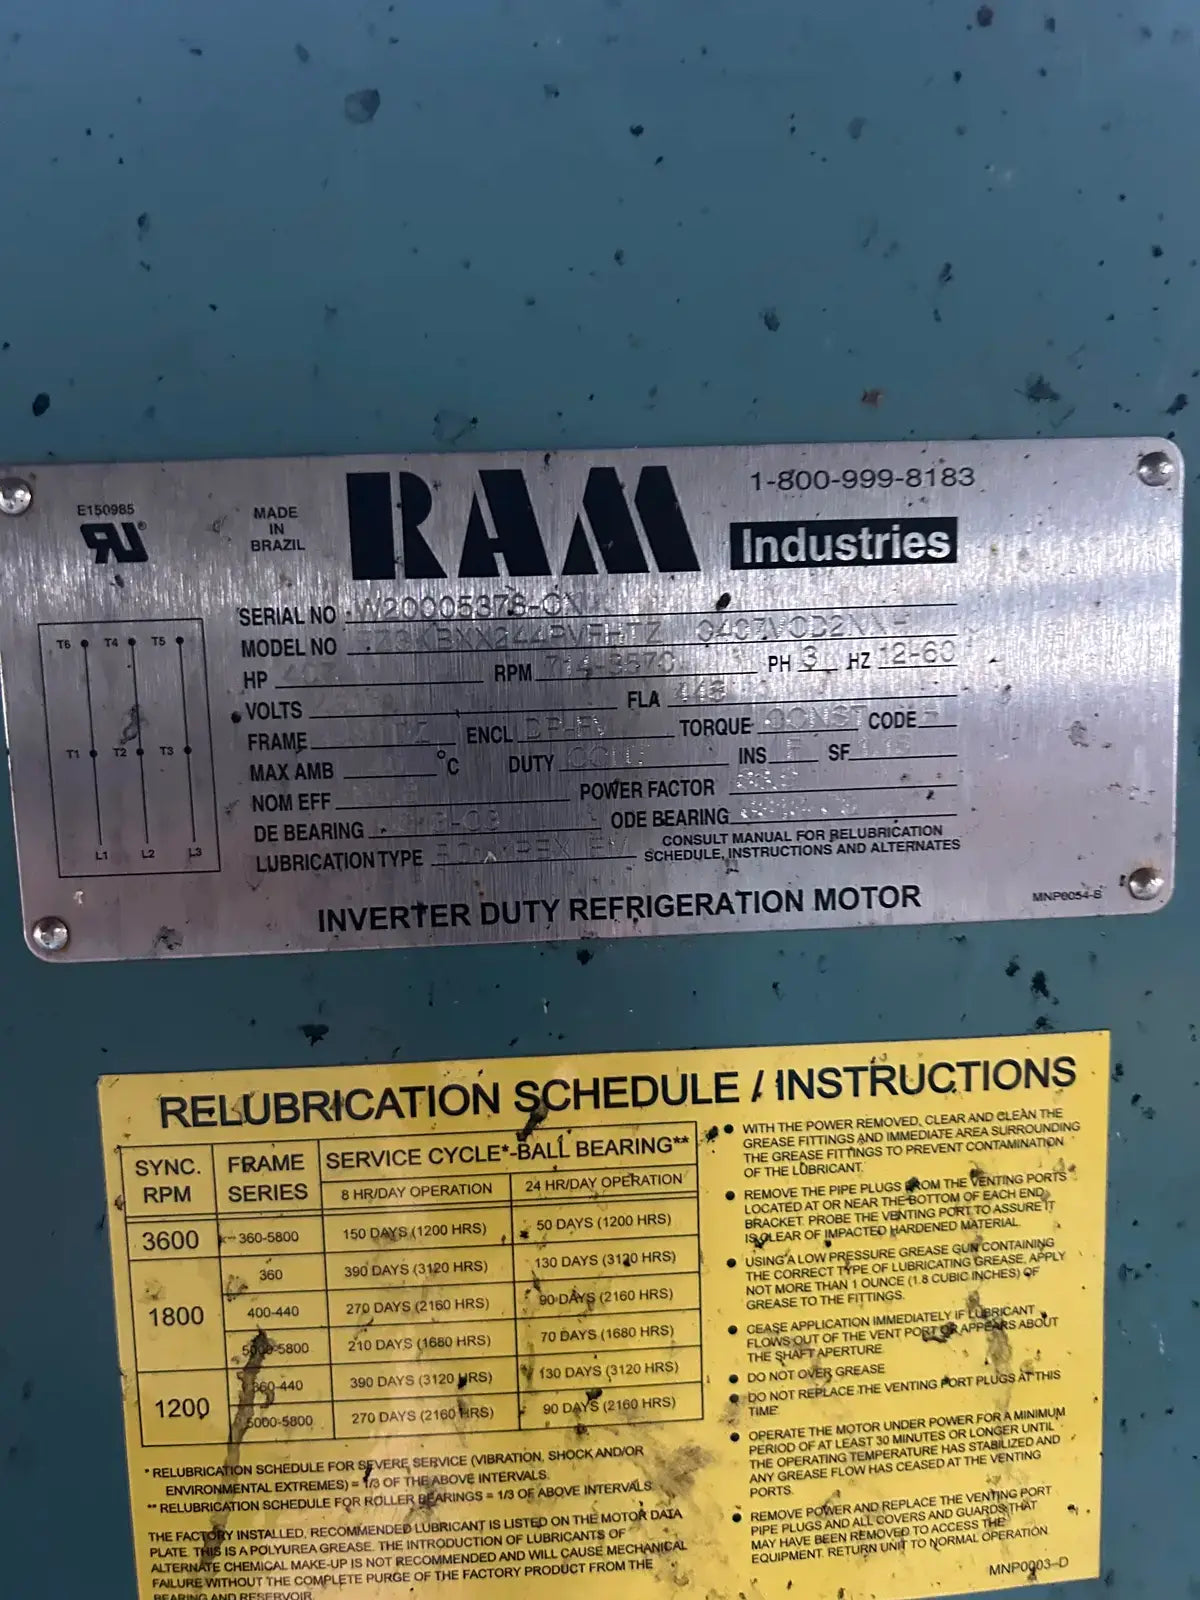 1-800-999-8183
E150985
MADE
IN
BRAZIL
RAM
Industries
SERIAL NO
MODEL NO
HP RPM PH 3 HZ 12-60
VOLTS FLA
FRAME ENCL TORQUE CONST CODE
MAX AMB °C DUTY INS F SF
NOM EFF POWER FACTOR
DE BEARING ODE BEARING
LUBRICATION TYPE
CONSULT MANUAL FOR RELUBRICATION
SCHEDULE, INSTRUCTIONS AND ALTERNATES
T6 T4 T5
T1 T2 T3
L1 L2 L3
INVERTER DUTY REFRIGERATION MOTOR
MNP6054-B
RELUBRICATION SCHEDULE / INSTRUCTIONS
SYNC. RPM FRAME SERIES SERVICE CYCLE*-BALL BEARING**
8 HR/DAY OPERATION 24 HR/DAY OPERATION
3600 360-5800 150 DAYS (1200 HRS) 50 DAYS (1200 HRS)
1800 360 390 DAYS (3120 HRS) 130 DAYS (3120 HRS)
400-440 270 DAYS (2160 HRS) 90 DAYS (2160 HRS)
5000-5800 210 DAYS (1680 HRS) 70 DAYS (1680 HRS)
1200 360-440 390 DAYS (3120 HRS) 130 DAYS (3120 HRS)
5000-5800 270 DAYS (2160 HRS) 90 DAYS (2160 HRS)
* RELUBRICATION SCHEDULE FOR SEVERE SERVICE (VIBRATION, SHOCK AND/OR
ENVIRONMENTAL EXTREMES) = 1/3 OF THE ABOVE INTERVALS.
** RELUBRICATION SCHEDULE FOR ROLLER BEARINGS = 1/3 OF ABOVE INTERVALS.
THE FACTORY INSTALLED, RECOMMENDED LUBRICANT IS LISTED ON THE MOTOR DATA
PLATE. THIS IS A POLYUREA GREASE. THE INTRODUCTION OF LUBRICANTS OF
ALTERNATE CHEMICAL MAKE-UP IS NOT RECOMMENDED AND WILL CAUSE MECHANICAL
FAILURE WITHOUT THE COMPLETE PURGE OF THE FACTORY PRODUCT FROM THE
BEARING AND RESERVOIR.
● WITH THE POWER REMOVED, CLEAR AND CLEAN THE
GREASE FITTINGS AND IMMEDIATE AREA SURROUNDING
THE GREASE FITTINGS TO PREVENT CONTAMINATION
OF THE LUBRICANT.
● REMOVE THE PIPE PLUGS FROM THE VENTING PORTS
LOCATED AT OR NEAR THE BOTTOM OF EACH END
BRACKET. PROBE THE VENTING PORT TO ASSURE IT
IS CLEAR OF IMPACTED HARDENED MATERIAL.
● USING A LOW PRESSURE GREASE GUN CONTAINING
THE CORRECT TYPE OF LUBRICATING GREASE, APPLY
NOT MORE THAN 1 OUNCE (1.8 CUBIC INCHES) OF
GREASE TO THE FITTINGS.
● CEASE APPLICATION IMMEDIATELY IF LUBRICANT
FLOWS OUT OF THE VENT PORT OR APPEARS ABOUT
THE SHAFT APERTURE
● DO NOT OVER GREASE
● DO NOT REPLACE THE VENTING PORT PLUGS AT THIS
TIME.
● OPERATE THE MOTOR UNDER POWER FOR A MINIMUM
PERIOD OF AT LEAST 30 MINUTES OR LONGER UNTIL
THE OPERATING TEMPERATURE HAS STABILIZED AND
ANY GREASE FLOW HAS CEASED AT THE VENTING
PORTS.
● REMOVE POWER AND REPLACE THE VENTING PORT
PIPE PLUGS AND ALL COVERS AND GUARDS THAT
MAY HAVE BEEN REMOVED TO ACCESS THE
EQUIPMENT. RETURN UNIT TO NORMAL OPERATION.
MNP0003-D